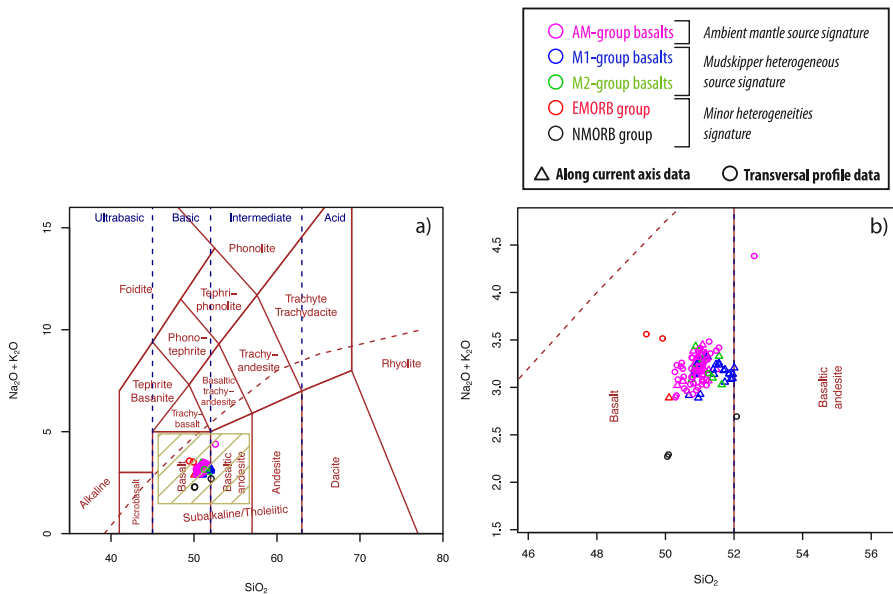 AM-group basalts
Ambient mantle source signature
M1-group basalts
M2-group basalts
Mudskipper heterogeneous
source signature
EMORB group
NMORB group
Minor heterogeneities
signature
Along current axis data
Transversal profile data
a)
Ultrabasic
Basic
Intermediate
Acid
Phonolite
Foidite
Tephri–
phonolite
Trachyte
Trachydacite
Phono–
tephrite
Trachy–
andesite
Rhyolite
Tephrite
Basanite
Basaltic
trachy–
andesite
Trachy–
basalt
Alkaline
Picrobasalt
Basalt
Basaltic
andesite
Andesite
Dacite
Subalkaline/Tholeiitic
Na₂O + K₂O
0
5
10
15
40
50
60
70
80
SiO₂
b)
Basalt
Basaltic
andesite
Na₂O + K₂O
1.5
2.0
2.5
3.0
3.5
4.0
4.5
46
48
50
52
54
56
SiO₂